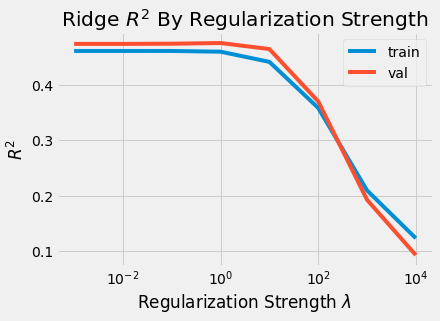 Ridge $R^2$ By Regularization Strength
train
val
0.4
0.3
0.2
0.1
$R^2$
$10^{-2}$ $10^0$ $10^2$ $10^4$
Regularization Strength $\lambda$